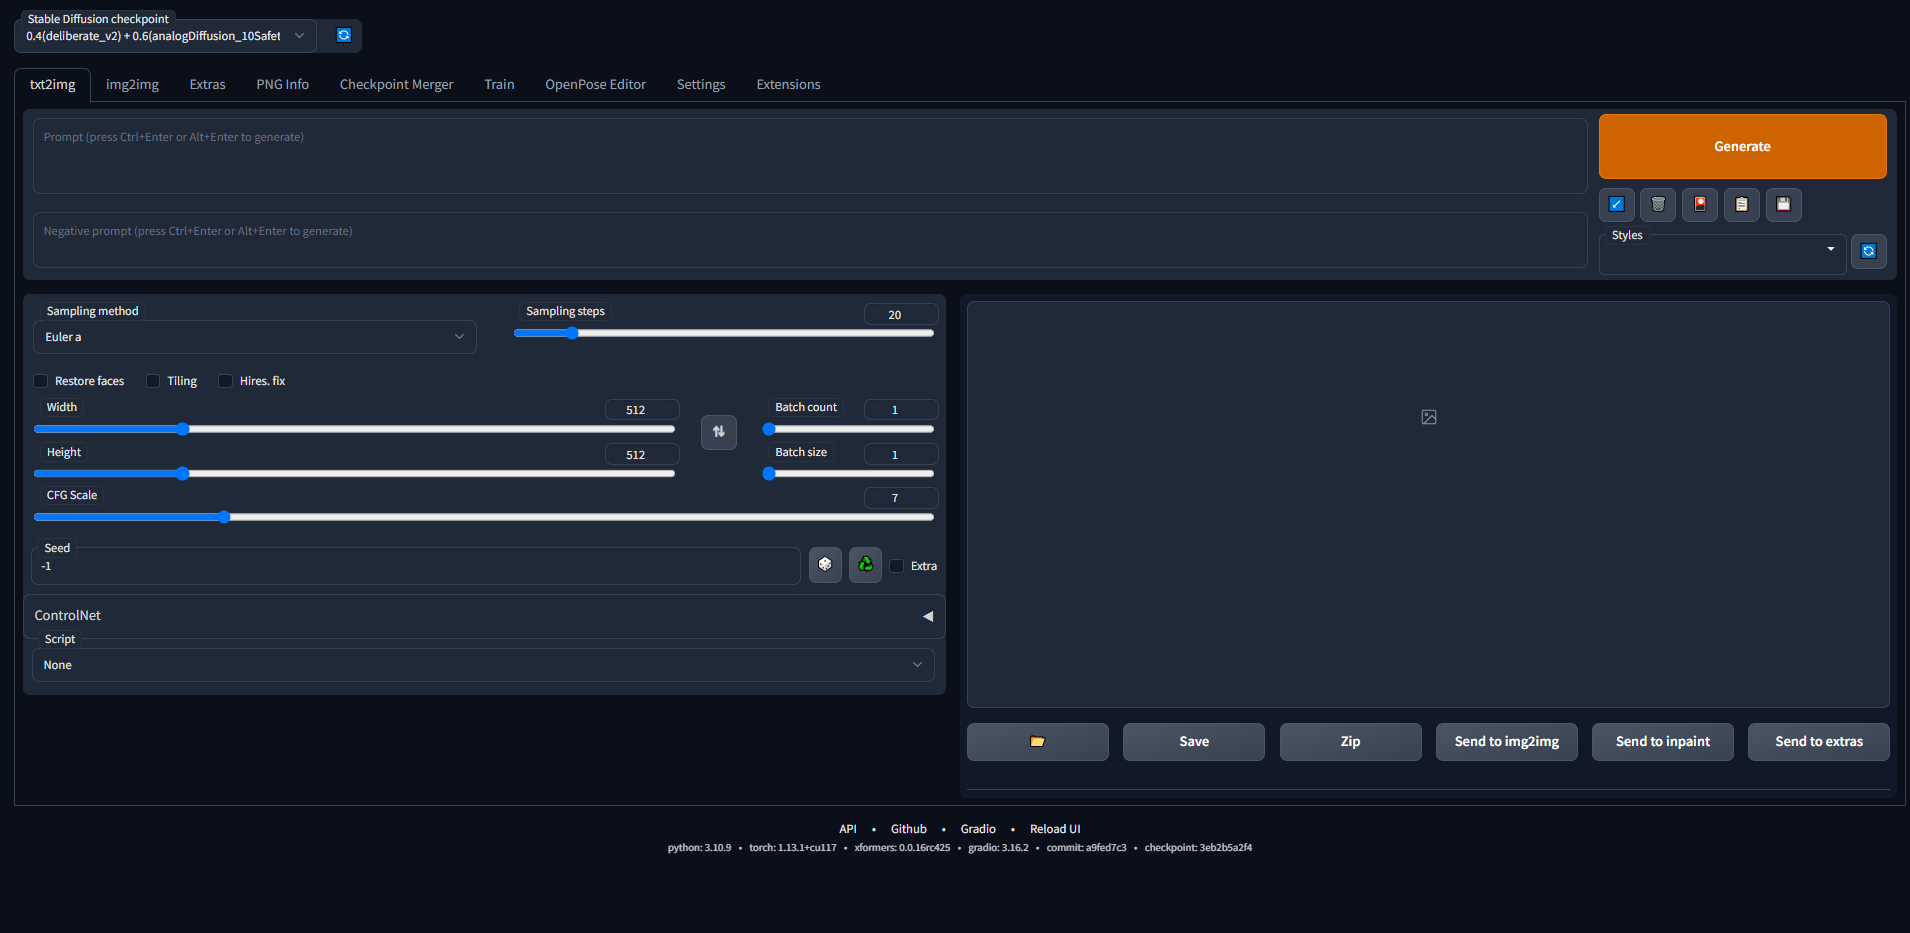 Stable Diffusion checkpoint
0.4(deliberate_v2) + 0.6(analogDiffusion_10Safet
txt2img img2img Extras PNG Info Checkpoint Merger Train OpenPose Editor Settings Extensions
Prompt (press Ctrl+Enter or Alt+Enter to generate)
Generate
Negative prompt (press Ctrl+Enter or Alt+Enter to generate)
Styles
Sampling method
Euler a
Sampling steps
20
Restore faces Tiling Hires. fix
Width
512
Batch count
1
Height
512
Batch size
1
CFG Scale
7
Seed
-1
Extra
ControlNet
Script
None
Save Zip Send to img2img Send to inpaint Send to extras
API • Github • Gradio • Reload UI
python: 3.10.9 • torch: 1.13.1+cu117 • xformers: 0.0.16rc425 • gradio: 3.16.2 • commit: a9fed7c3 • checkpoint: 3eb2b5a2f4